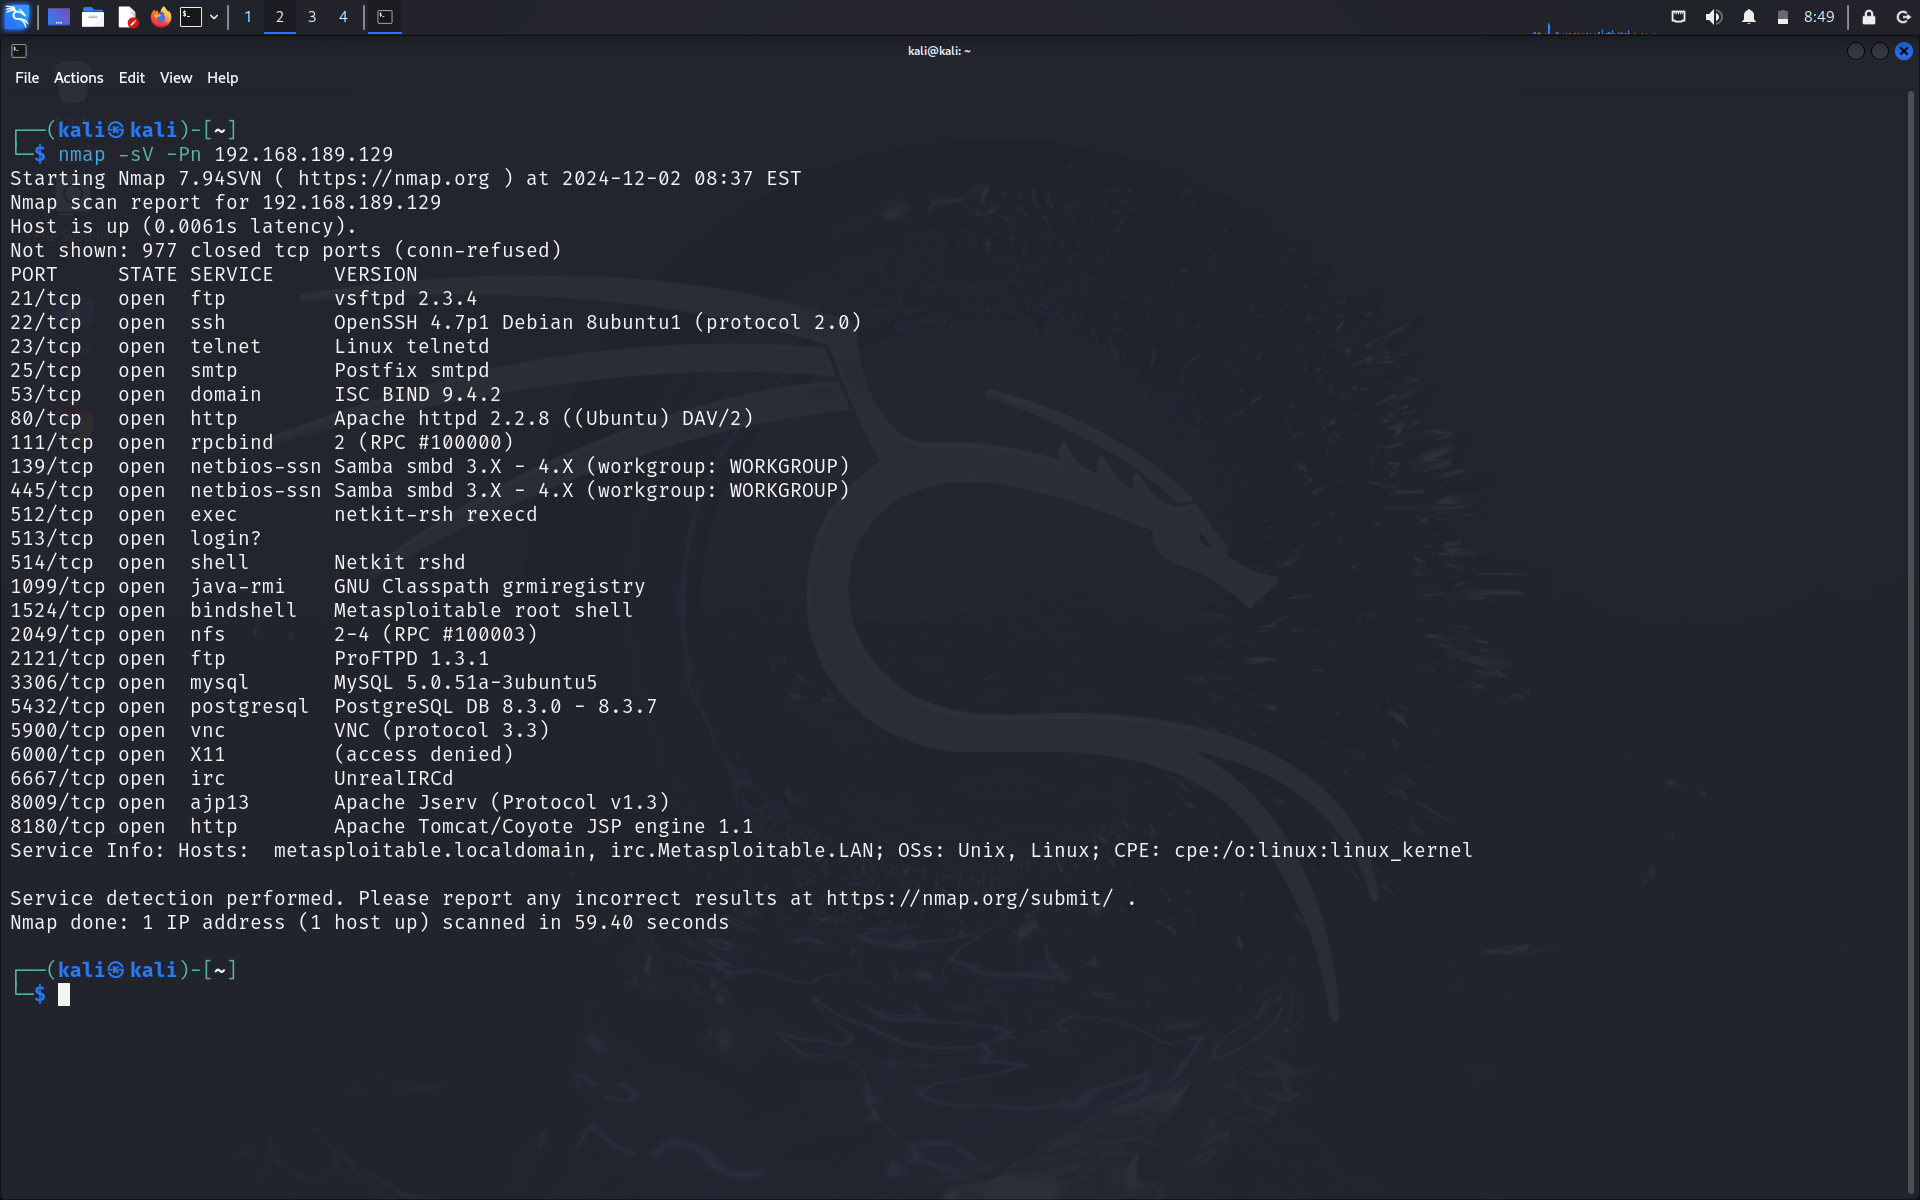 1 2 3 4 8:49
kali@kali: ~
File Actions Edit View Help
┌──(kali㉿kali)-[~]
└─$ nmap -sV -Pn 192.168.189.129
Starting Nmap 7.94SVN ( https://nmap.org ) at 2024-12-02 08:37 EST
Nmap scan report for 192.168.189.129
Host is up (0.0061s latency).
Not shown: 977 closed tcp ports (conn-refused)
PORT     STATE SERVICE     VERSION
21/tcp   open  ftp         vsftpd 2.3.4
22/tcp   open  ssh         OpenSSH 4.7p1 Debian 8ubuntu1 (protocol 2.0)
23/tcp   open  telnet      Linux telnetd
25/tcp   open  smtp        Postfix smtpd
53/tcp   open  domain      ISC BIND 9.4.2
80/tcp   open  http        Apache httpd 2.2.8 ((Ubuntu) DAV/2)
111/tcp  open  rpcbind     2 (RPC #100000)
139/tcp  open  netbios-ssn Samba smbd 3.X - 4.X (workgroup: WORKGROUP)
445/tcp  open  netbios-ssn Samba smbd 3.X - 4.X (workgroup: WORKGROUP)
512/tcp  open  exec        netkit-rsh rexecd
513/tcp  open  login?
514/tcp  open  shell       Netkit rshd
1099/tcp open  java-rmi    GNU Classpath grmiregistry
1524/tcp open  bindshell   Metasploitable root shell
2049/tcp open  nfs         2-4 (RPC #100003)
2121/tcp open  ftp         ProFTPD 1.3.1
3306/tcp open  mysql       MySQL 5.0.51a-3ubuntu5
5432/tcp open  postgresql  PostgreSQL DB 8.3.0 - 8.3.7
5900/tcp open  vnc         VNC (protocol 3.3)
6000/tcp open  X11         (access denied)
6667/tcp open  irc         UnrealIRCd
8009/tcp open  ajp13       Apache Jserv (Protocol v1.3)
8180/tcp open  http        Apache Tomcat/Coyote JSP engine 1.1
Service Info: Hosts:  metasploitable.localdomain, irc.Metasploitable.LAN; OSs: Unix, Linux; CPE: cpe:/o:linux:linux_kernel
Service detection performed. Please report any incorrect results at https://nmap.org/submit/ .
Nmap done: 1 IP address (1 host up) scanned in 59.40 seconds
┌──(kali㉿kali)-[~]
└─$